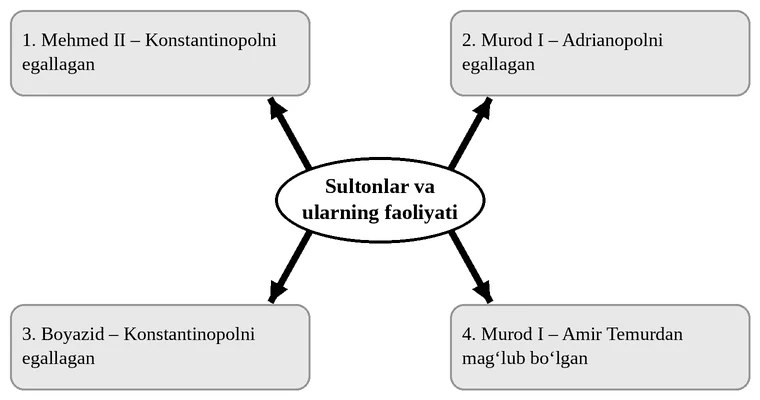 1. Mehmed II – Konstantinopolni
egallagan
2. Murod I – Adrianopolni
egallagan
Sultonlar va
ularning faoliyati
3. Boyazid – Konstantinopolni
egallagan
4. Murod I – Amir Temurdan
mag‘lub bo‘lgan